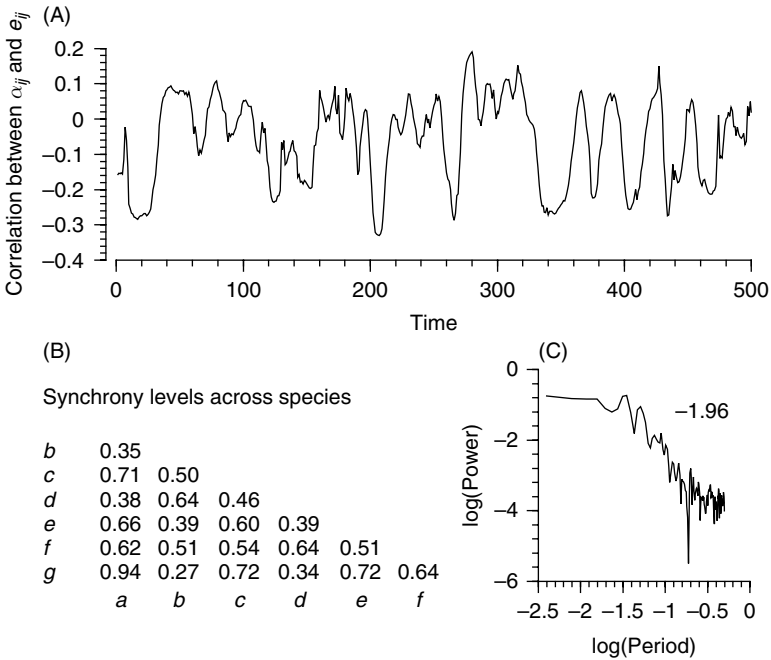 (A)
Correlation between αij and eij
0.2
0.1
0
−0.1
−0.2
−0.3
−0.4
0 100 200 300 400 500
Time
(B)
Synchrony levels across species
b 0.35
c 0.71 0.50
d 0.38 0.64 0.46
e 0.66 0.39 0.60 0.39
f 0.62 0.51 0.54 0.64 0.51
g 0.94 0.27 0.72 0.34 0.72 0.64
a b c d e f
(C)
log(Power)
0
−2
−4
−6
−1.96
−2.5 −2 −1.5 −1 −0.5 0
log(Period)